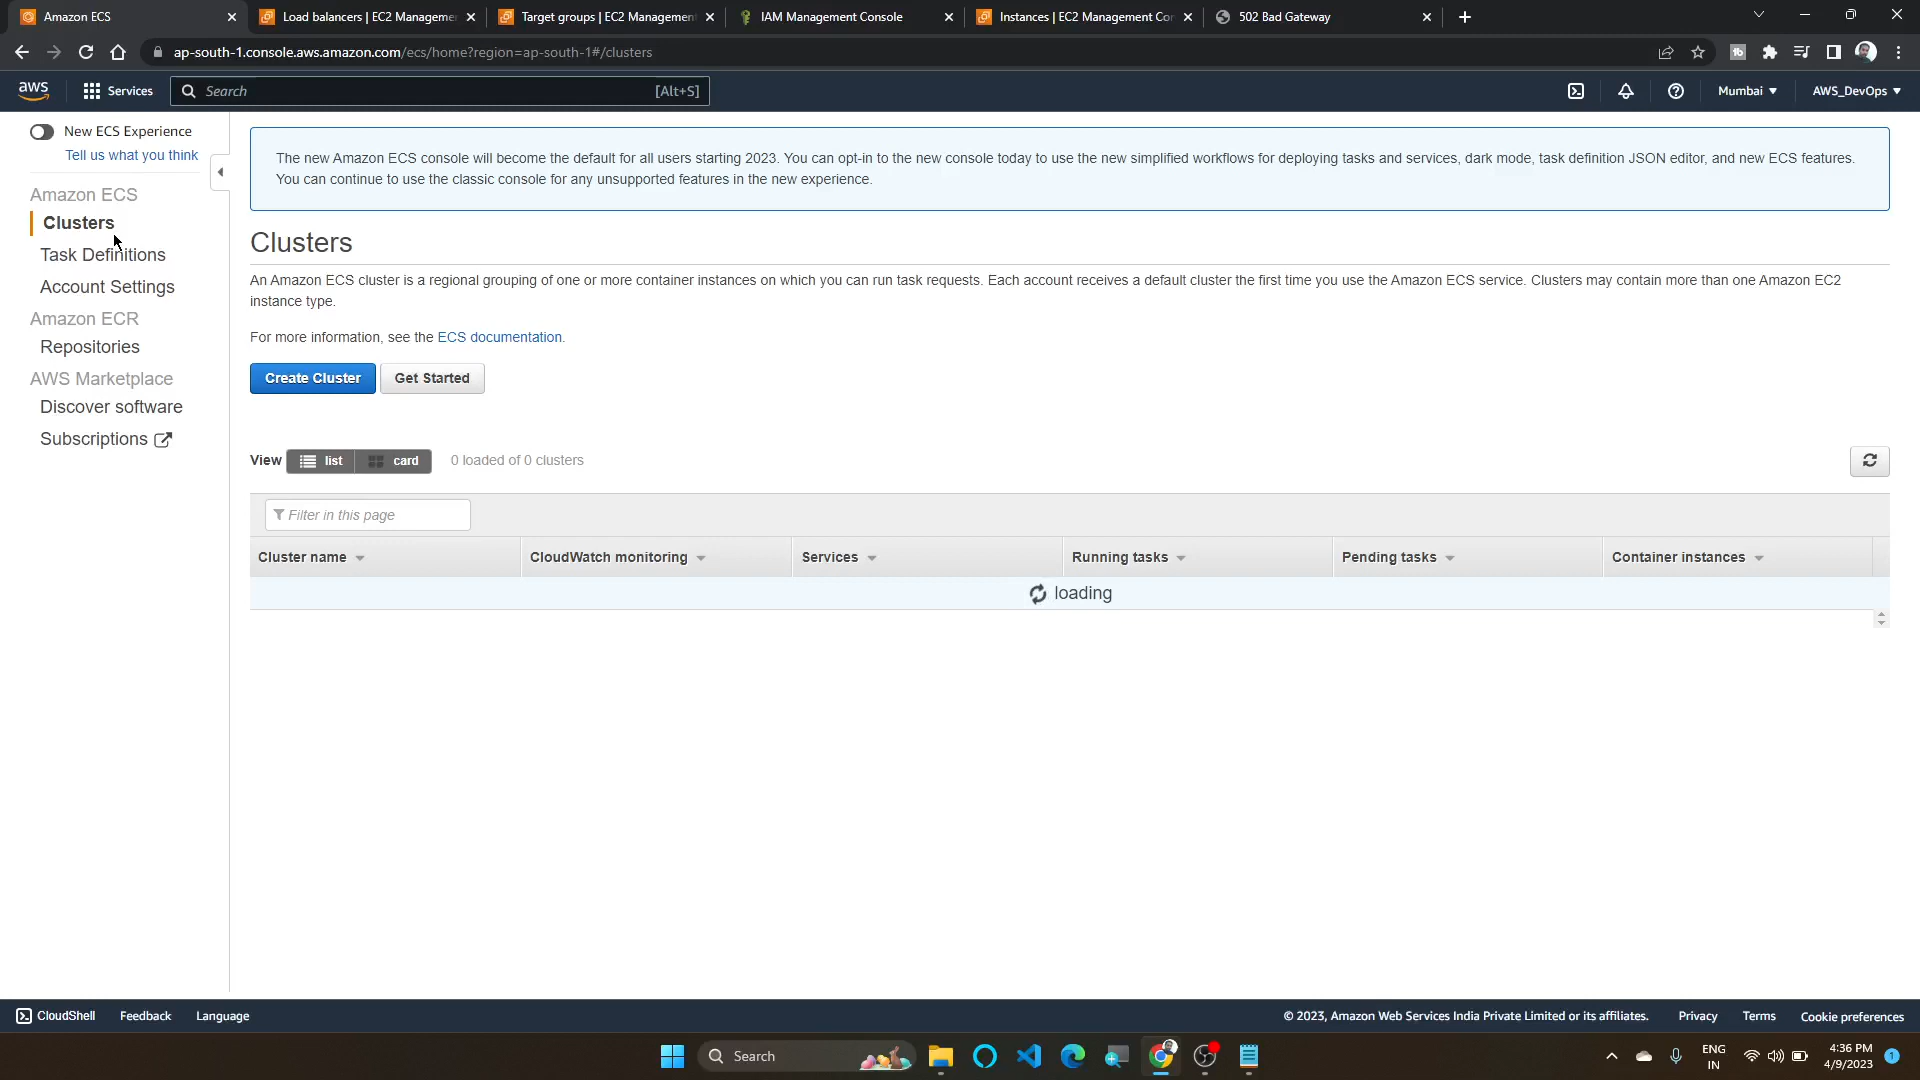 Amazon ECS
Load balancers | EC2 Managemen
Target groups | EC2 Management
IAM Management Console
Instances | EC2 Management Con
502 Bad Gateway
ap-south-1.console.aws.amazon.com/ecs/home?region=ap-south-1#/clusters
aws
Services
Search
[Alt+S]
Mumbai
AWS_DevOps
New ECS Experience
Tell us what you think
Amazon ECS
Clusters
Task Definitions
Account Settings
Amazon ECR
Repositories
AWS Marketplace
Discover software
Subscriptions
The new Amazon ECS console will become the default for all users starting 2023. You can opt-in to the new console today to use the new simplified workflows for deploying tasks and services, dark mode, task definition JSON editor, and new ECS features.
You can continue to use the classic console for any unsupported features in the new experience.
Clusters
An Amazon ECS cluster is a regional grouping of one or more container instances on which you can run task requests. Each account receives a default cluster the first time you use the Amazon ECS service. Clusters may contain more than one Amazon EC2
instance type.
For more information, see the ECS documentation.
Create Cluster
Get Started
View
list
card
0 loaded of 0 clusters
Filter in this page
Cluster name
CloudWatch monitoring
Services
Running tasks
Pending tasks
Container instances
loading
CloudShell
Feedback
Language
© 2023, Amazon Web Services India Private Limited or its affiliates.
Privacy
Terms
Cookie preferences
Search
ENG
IN
4:36 PM
4/9/2023
1